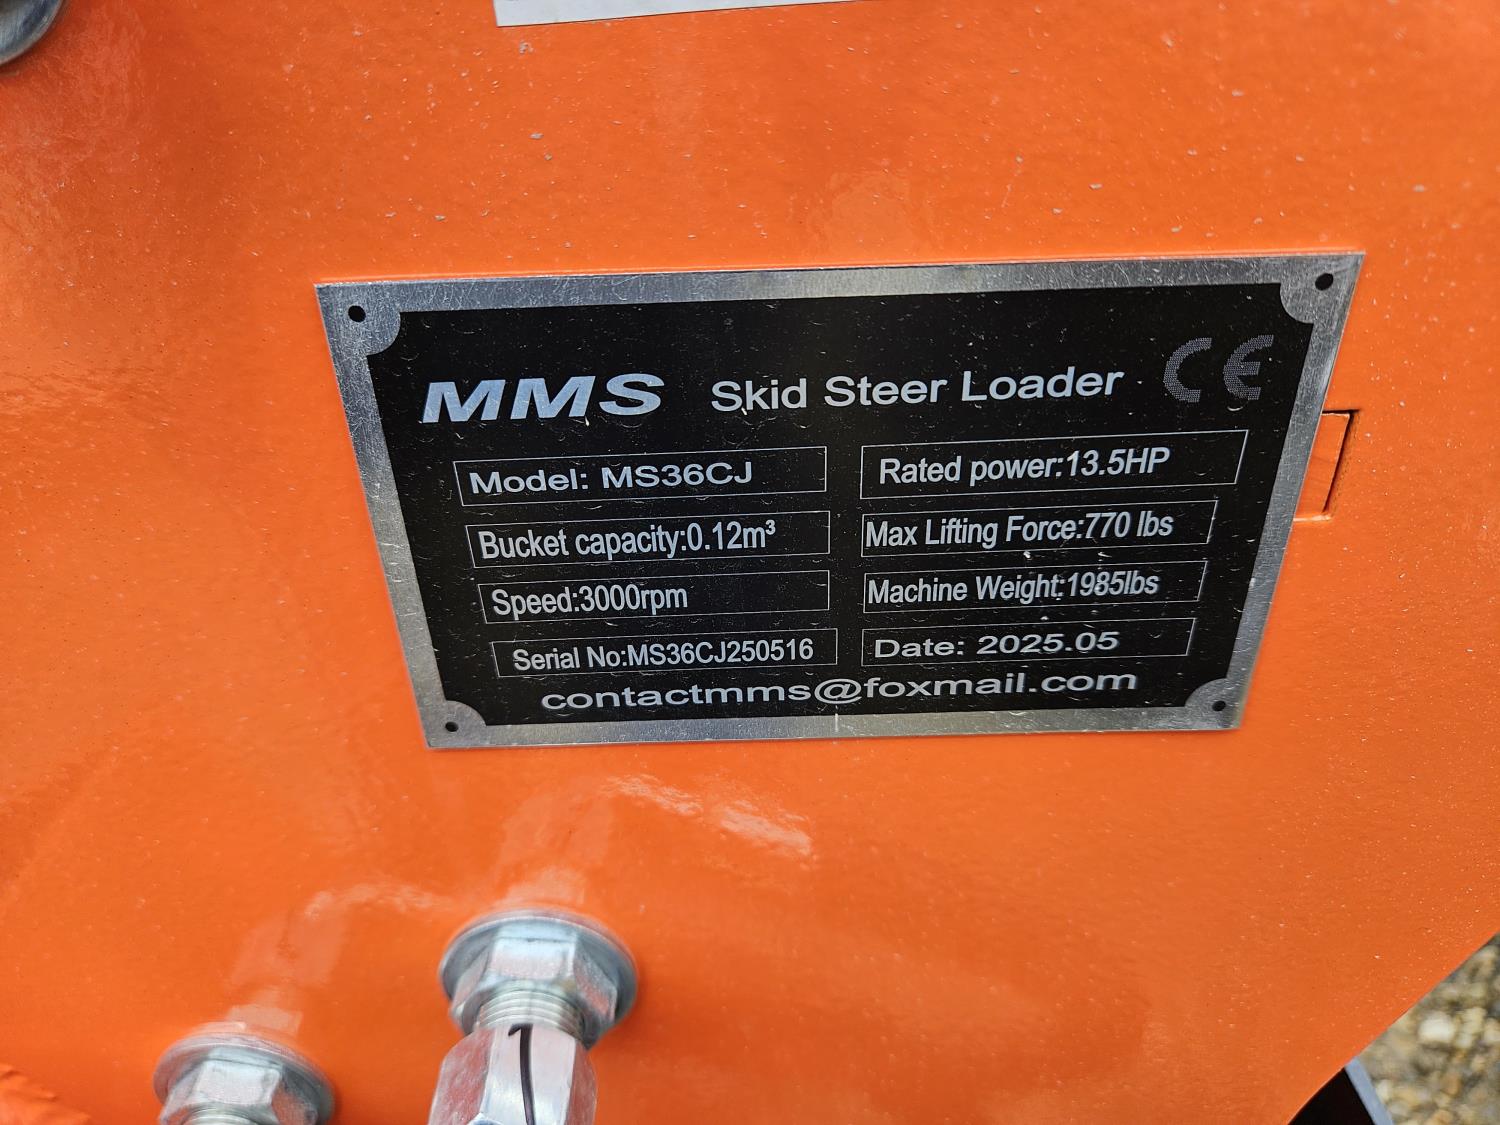 MMS Skid Steer Loader CE
Model: MS36CJ Rated power:13.5HP
Bucket capacity:0.12m³ Max Lifting Force:770 lbs
Speed:3000rpm Machine Weight:1985lbs
Serial No:MS36CJ250516 Date: 2025.05
contactmms@foxmail.com
1